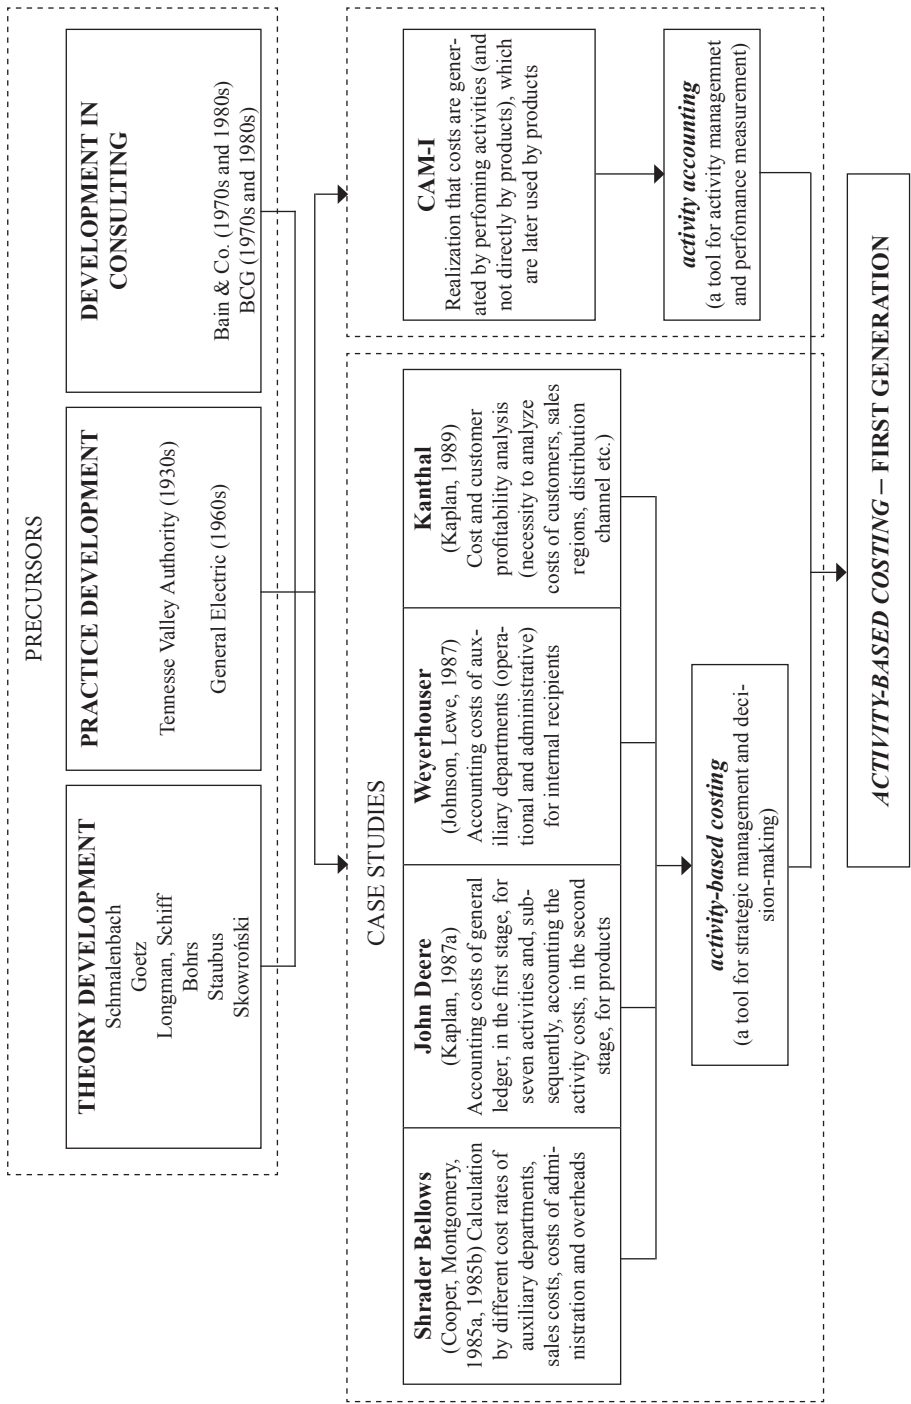 PRECURSORS
THEORY DEVELOPMENT
Schmalenbach
Goetz
Longman, Schiff
Bohrs
Staubus
Skowroński
PRACTICE DEVELOPMENT
Tennesse Valley Authority (1930s)
General Electric (1960s)
DEVELOPMENT IN
CONSULTING
Bain & Co. (1970s and 1980s)
BCG (1970s and 1980s)
CASE STUDIES
Shrader Bellows
(Cooper, Montgomery,
1985a, 1985b) Calculation
by different cost rates of
auxiliary departments,
sales costs, costs of admi-
nistration and overheads
John Deere
(Kaplan, 1987a)
Accounting costs of general
ledger, in the first stage, for
seven activities and, sub-
sequently, accounting the
activity costs, in the second
stage, for products
Weyerhouser
(Johnson, Lewe, 1987)
Accounting costs of aux-
iliary departments (opera-
tional and administrative)
for internal recipients
Kanthal
(Kaplan, 1989)
Cost and customer
profitability analysis
(necessity to analyze
costs of customers, sales
regions, distribution
channel etc.)
CAM-I
Realization that costs are gener-
ated by perfoming activities (and
not directly by products), which
are later used by products
activity-based costing
(a tool for strategic management and deci-
sion-making)
activity accounting
(a tool for activity managemnet
and perfomance measurement)
ACTIVITY-BASED COSTING – FIRST GENERATION